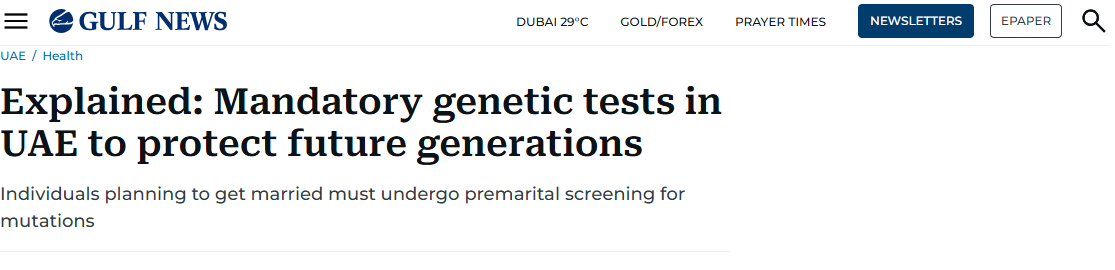 GULF NEWS
DUBAI 29°C
GOLD/FOREX
PRAYER TIMES
NEWSLETTERS
EPAPER
UAE / Health
Explained: Mandatory genetic tests in
UAE to protect future generations
Individuals planning to get married must undergo premarital screening for
mutations